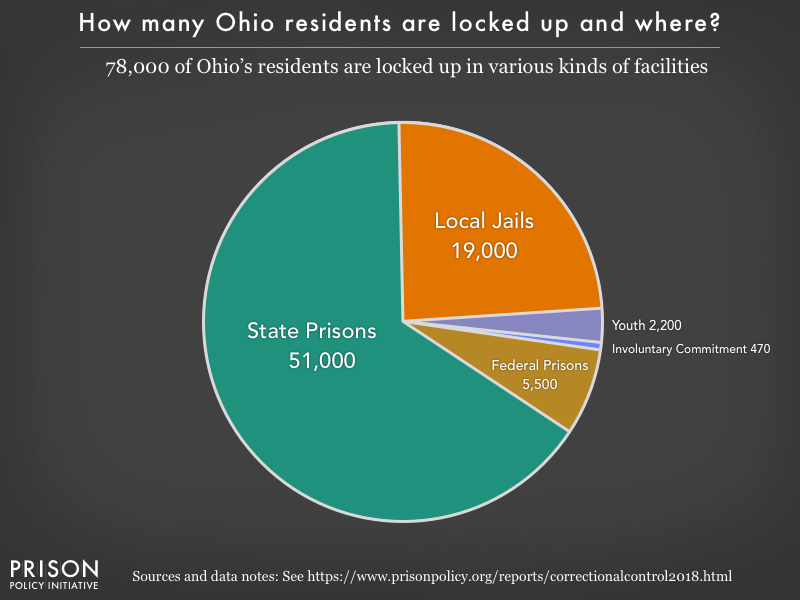 How many Ohio residents are locked up and where?
78,000 of Ohio’s residents are locked up in various kinds of facilities
Local Jails
19,000
State Prisons
51,000
Youth 2,200
Involuntary Commitment 470
Federal Prisons
5,500
PRISON
POLICY INITIATIVE
Sources and data notes: See https://www.prisonpolicy.org/reports/correctionalcontrol2018.html